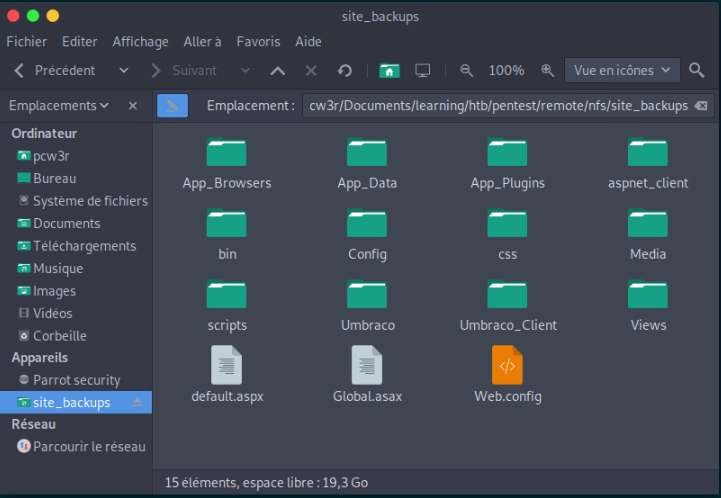 site_backups
Fichier Editer Affichage Aller à Favoris Aide
Précédent Suivant 100% Vue en icônes
Emplacements Emplacement : cw3r/Documents/learning/htb/pentest/remote/nfs/site_backups
Ordinateur
pcw3r
Bureau
Système de fichiers
Documents
Téléchargements
Musique
Images
Vidéos
Corbeille
Appareils
Parrot security
site_backups
Réseau
Parcourir le réseau
App_Browsers App_Data App_Plugins aspnet_client
bin Config css Media
scripts Umbraco Umbraco_Client Views
default.aspx Global.asax Web.config
15 éléments, espace libre : 19,3 Go